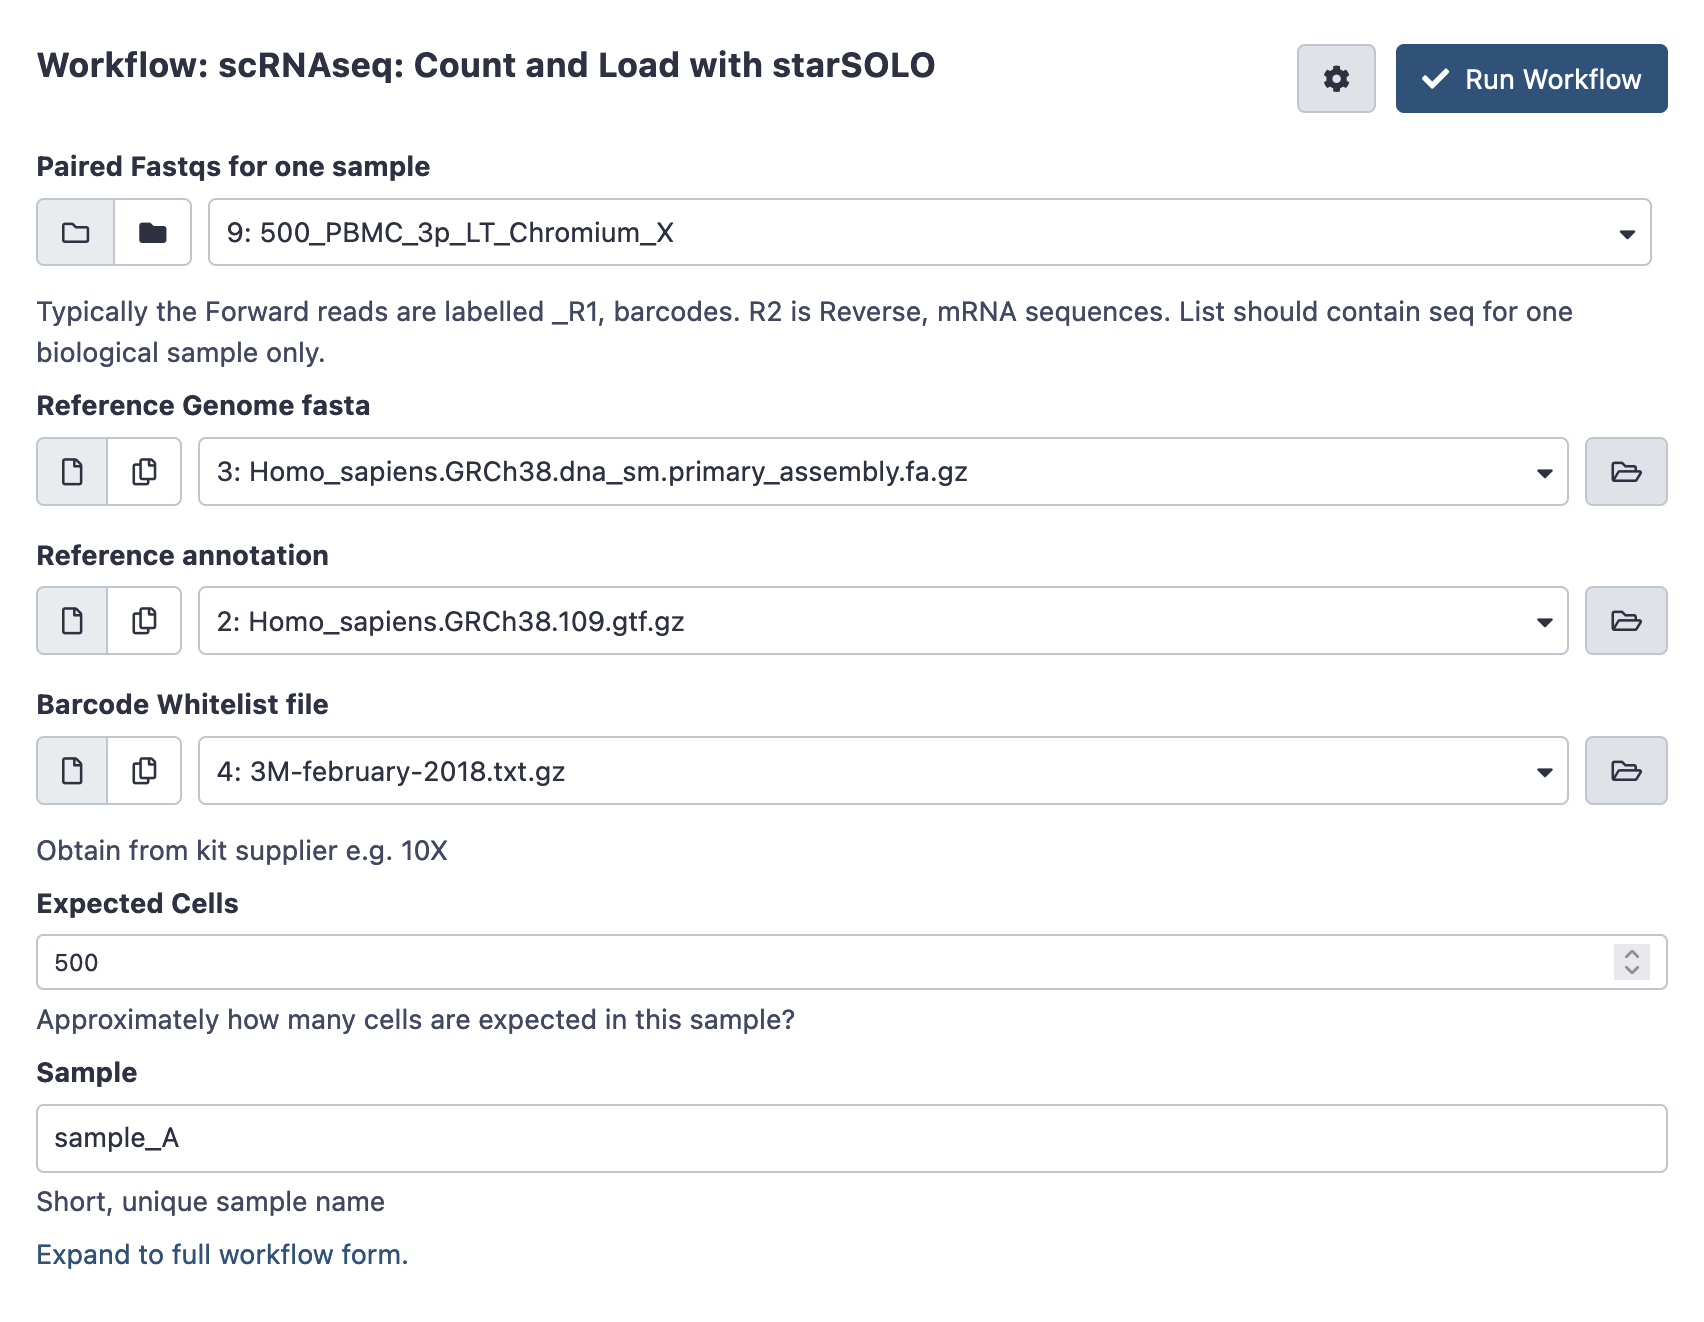 Workflow: scRNAseq: Count and Load with starSOLO
Run Workflow
Paired Fastqs for one sample
9: 500_PBMC_3p_LT_Chromium_X
Typically the Forward reads are labelled _R1, barcodes. R2 is Reverse, mRNA sequences. List should contain seq for one
biological sample only.
Reference Genome fasta
3: Homo_sapiens.GRCh38.dna_sm.primary_assembly.fa.gz
Reference annotation
2: Homo_sapiens.GRCh38.109.gtf.gz
Barcode Whitelist file
4: 3M-february-2018.txt.gz
Obtain from kit supplier e.g. 10X
Expected Cells
500
Approximately how many cells are expected in this sample?
Sample
sample_A
Short, unique sample name
Expand to full workflow form.